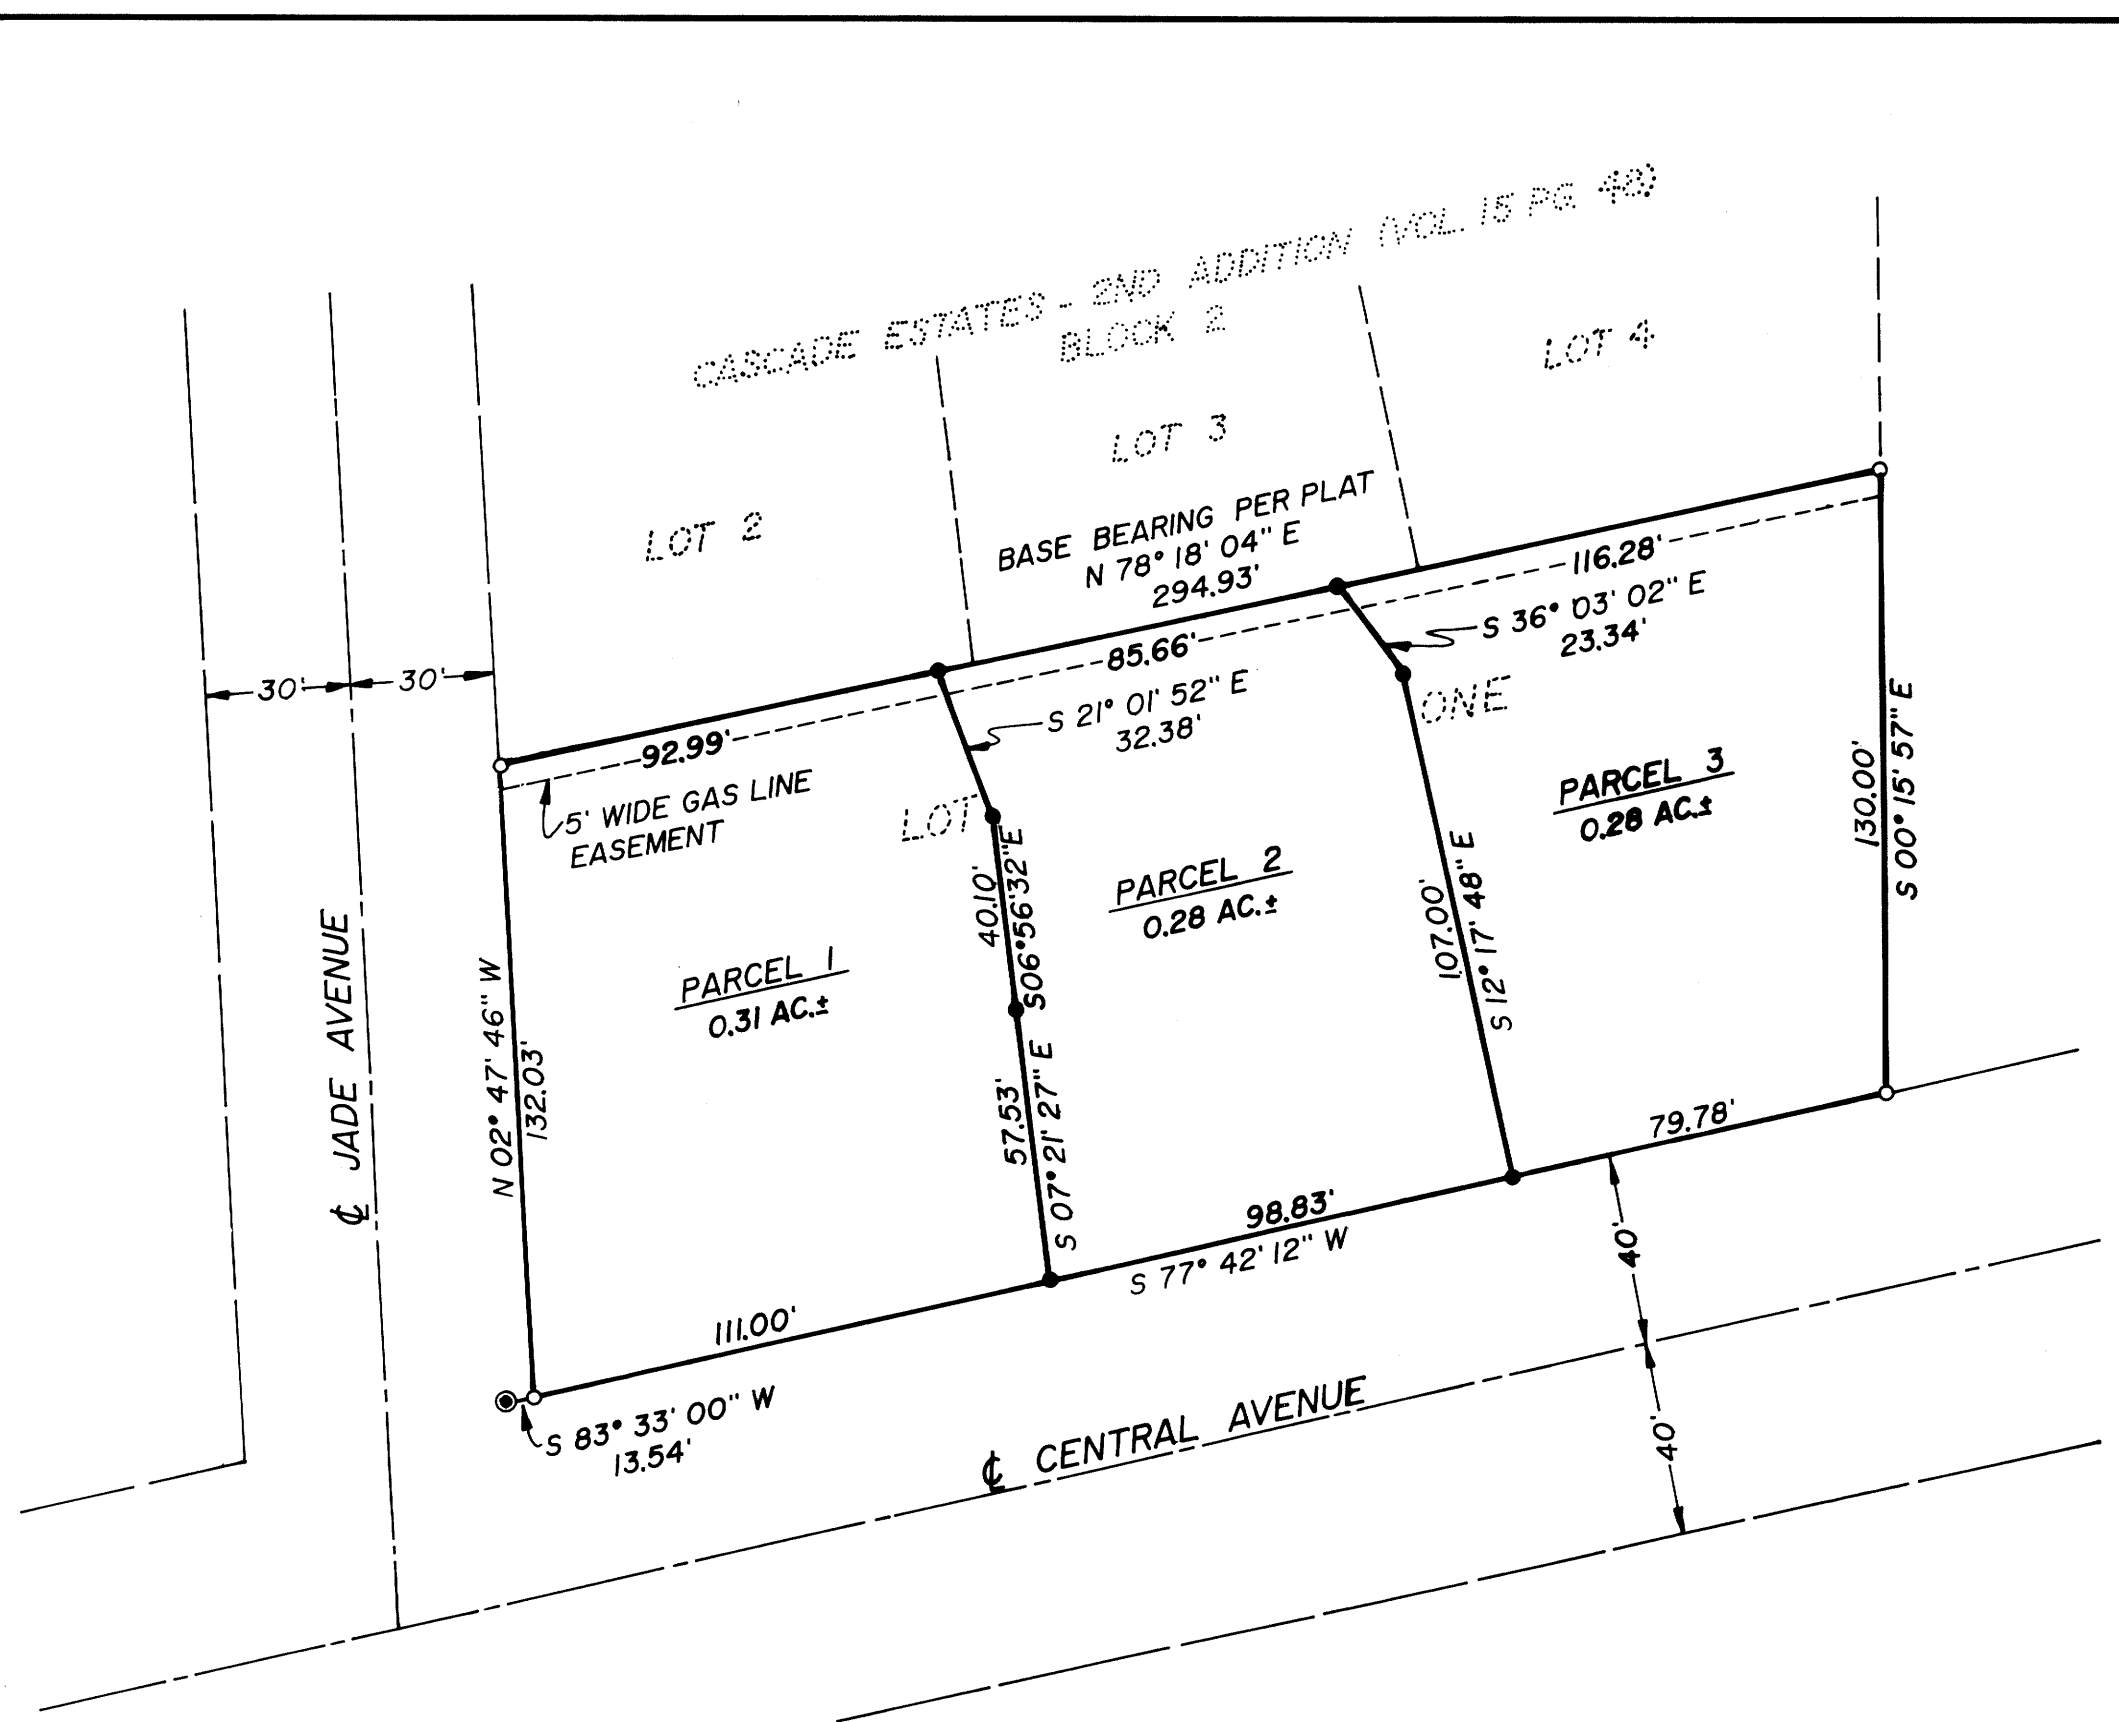 CASCADE ESTATES - 2ND ADDITION (VOL. 15 PG. 48)
BLOCK 2
LOT 2
LOT 3
LOT 4
BASE BEARING PER PLAT
N 78° 18' 04" E
294.93'
30'
30'
92.99'
85.66'
116.28'
5' WIDE GAS LINE
EASEMENT
S 21° 01' 52" E
32.38'
S 36° 03' 02" E
23.34'
LOT
ONE
℄ JADE AVENUE
N 02° 47' 46" W
132.03'
PARCEL 1
0.31 AC.±
40.10'
S06°56'32"E
57.53'
S 07° 21' 27" E
PARCEL 2
0.28 AC.±
107.00'
S 12° 17' 48" E
PARCEL 3
0.28 AC.±
130.00'
S 00° 15' 57" E
111.00'
98.83'
79.78'
S 77° 42' 12" W
S 83° 33' 00" W
13.54'
℄ CENTRAL AVENUE
40'
40'